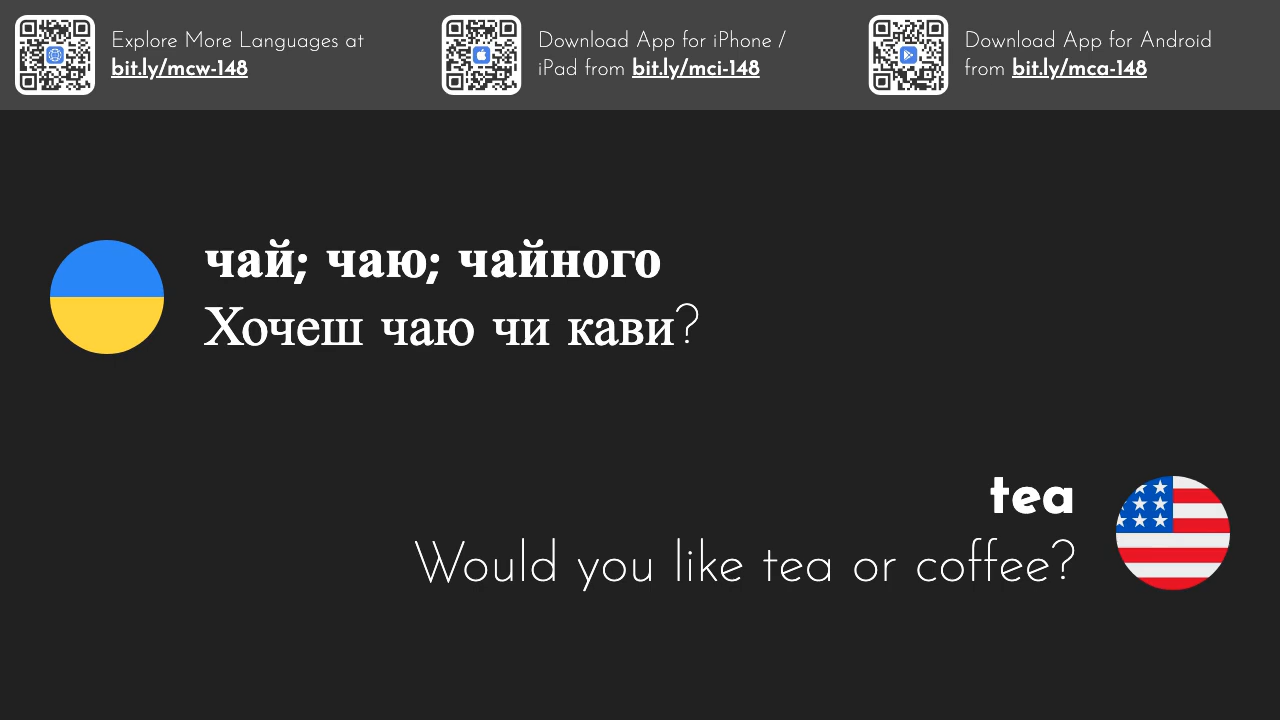 Explore More Languages at
bit.ly/mcw-148
Download App for iPhone /
iPad from bit.ly/mci-148
Download App for Android
from bit.ly/mca-148
чай; чаю; чайного
Хочеш чаю чи кави?
tea
Would you like tea or coffee?